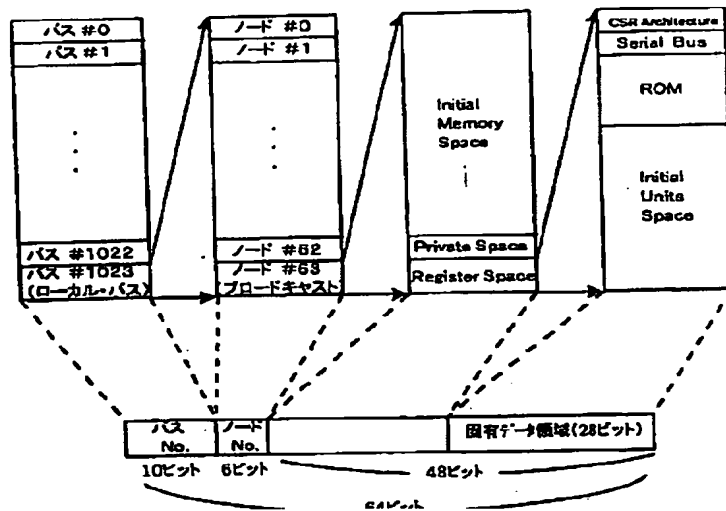 バス #0
バス #1
バス #1022
バス #1023
(ローカル・バス)
ノード #0
ノード #1
ノード #62
ノード #63
(ブロードキャスト)
Initial
Memory
Space
Private Space
Register Space
CSR Architecture
Serial Bus
ROM
Initial
Units
Space
バス
No.
ノード
No.
固有データ領域(28ビット)
10ビット
6ビット
48ビット
64ビット